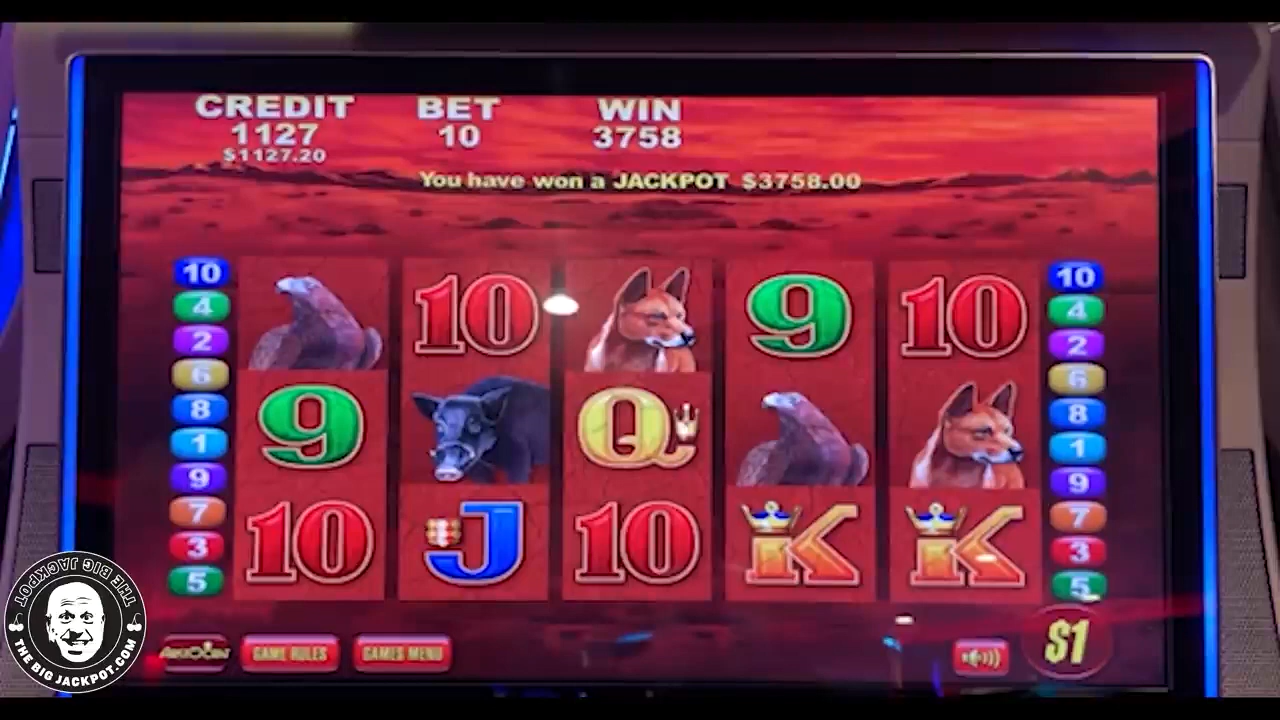 CREDIT BET WIN
1127 10 3758
$1127.20
You have won a JACKPOT $3758.00
10 10
4 10 9 10 4
2 2
6 6
8 9 Q 8
1 1
9 9
7 7
3 10 J 10 K K 3
5 5
ARISTOCRAT GAME RULES GAMES MENU $1
THE BIG JACKPOT
THE BIG JACKPOT.COM